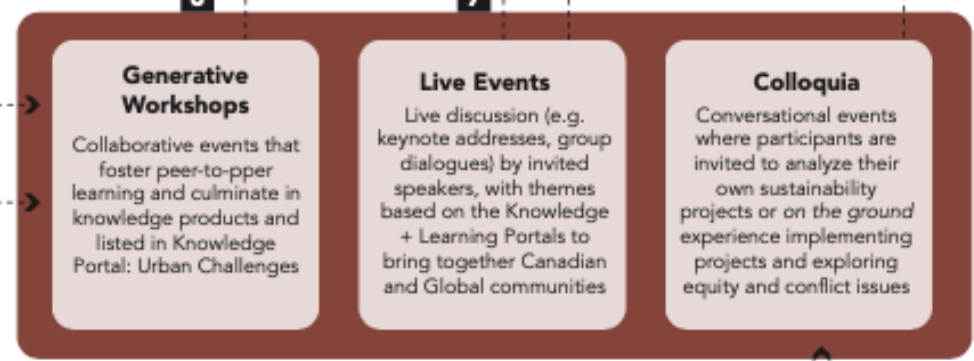 Generative
Workshops
Collaborative events that
foster peer-to-pper
learning and culminate in
knowledge products and
listed in Knowledge
Portal: Urban Challenges
Live Events
Live discussion (e.g.
keynote addresses, group
dialogues) by invited
speakers, with themes
based on the Knowledge
+ Learning Portals to
bring together Canadian
and Global communities
Colloquia
Conversational events
where participants are
invited to analyze their
own sustainability
projects or on the ground
experience implementing
projects and exploring
equity and conflict issues